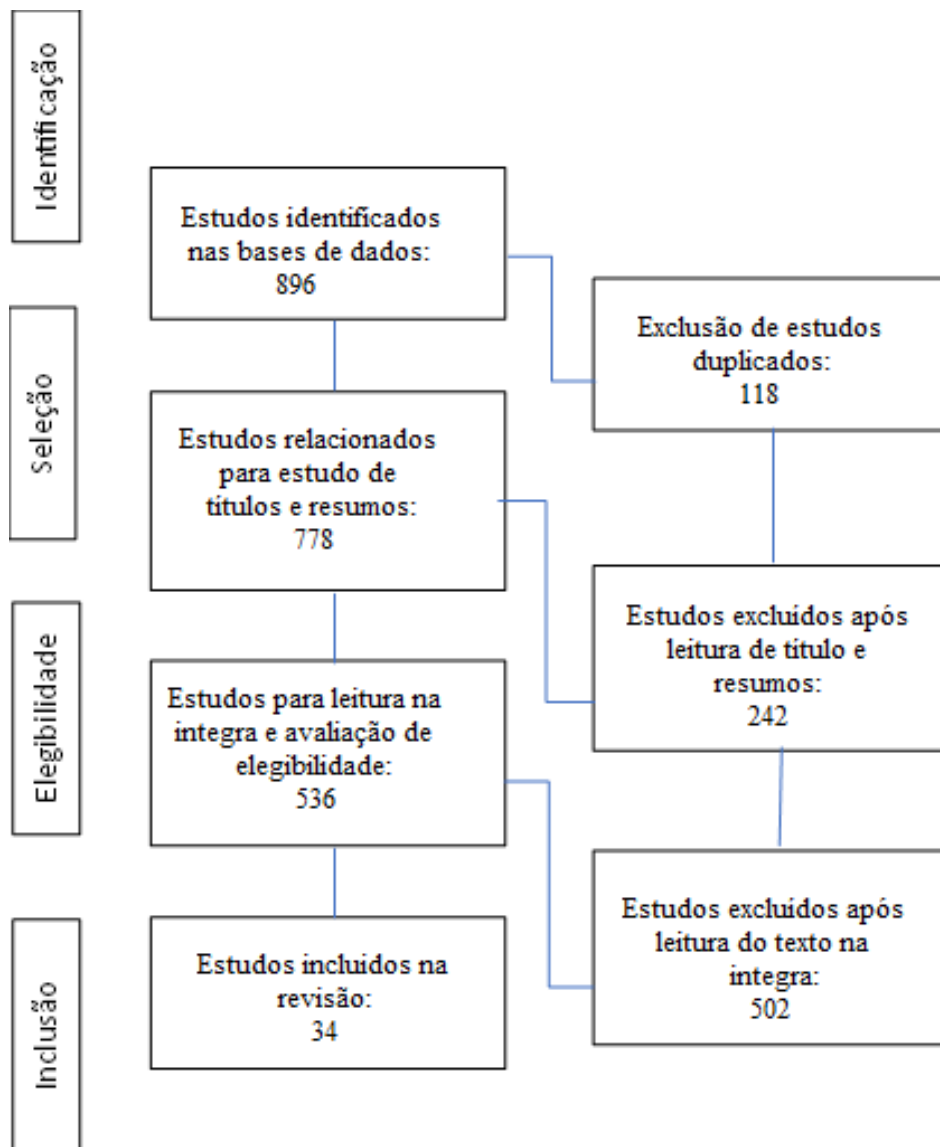 Identificação
Estudos identificados
nas bases de dados:
896
Exclusão de estudos
duplicados:
118
Seleção
Estudos relacionados
para estudo de
títulos e resumos:
778
Estudos excluídos após
leitura de título e
resumos:
242
Elegibilidade
Estudos para leitura na
integra e avaliação de
elegibilidade:
536
Estudos excluídos após
leitura do texto na
integra:
502
Inclusão
Estudos incluidos na
revisão:
34